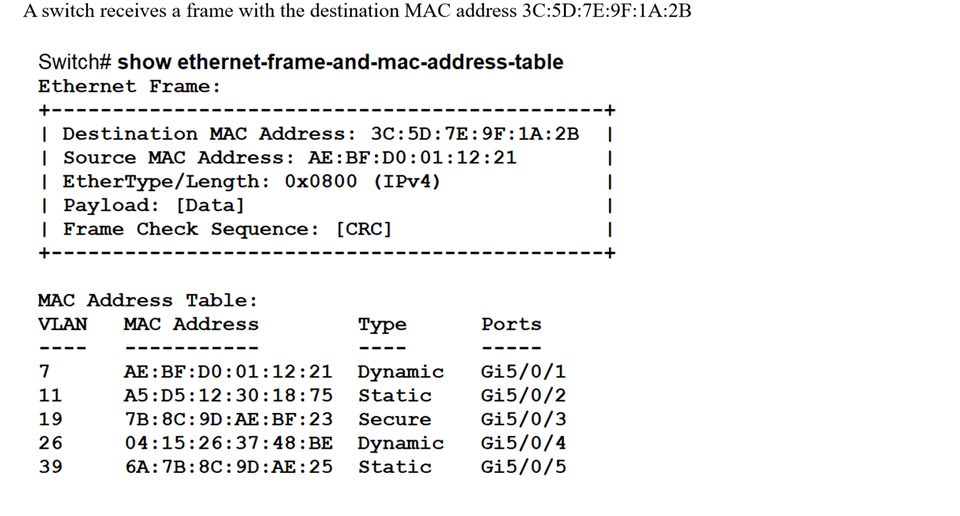 A switch receives a frame with the destination MAC address 3C:5D:7E:9F:1A:2B
Switch# show ethernet-frame-and-mac-address-table
Ethernet Frame:
+---------------------------------------------+
| Destination MAC Address: 3C:5D:7E:9F:1A:2B |
| Source MAC Address: AE:BF:D0:01:12:21 |
| EtherType/Length: 0x0800 (IPv4) |
| Payload: [Data] |
| Frame Check Sequence: [CRC] |
+---------------------------------------------+
MAC Address Table:
VLAN MAC Address Type Ports
---- ----------- ---- -----
7 AE:BF:D0:01:12:21 Dynamic Gi5/0/1
11 A5:D5:12:30:18:75 Static Gi5/0/2
19 7B:8C:9D:AE:BF:23 Secure Gi5/0/3
26 04:15:26:37:48:BE Dynamic Gi5/0/4
39 6A:7B:8C:9D:AE:25 Static Gi5/0/5